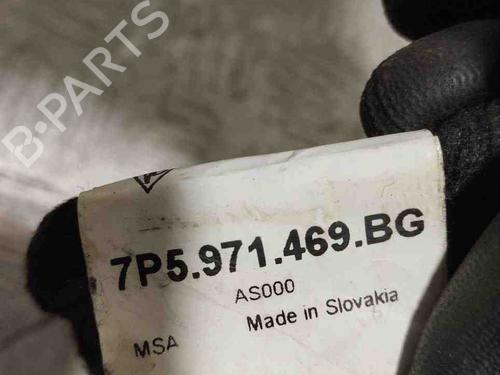 B-PARTS
7P5.971.469.BG
AS000
Made in Slovakia
MSA